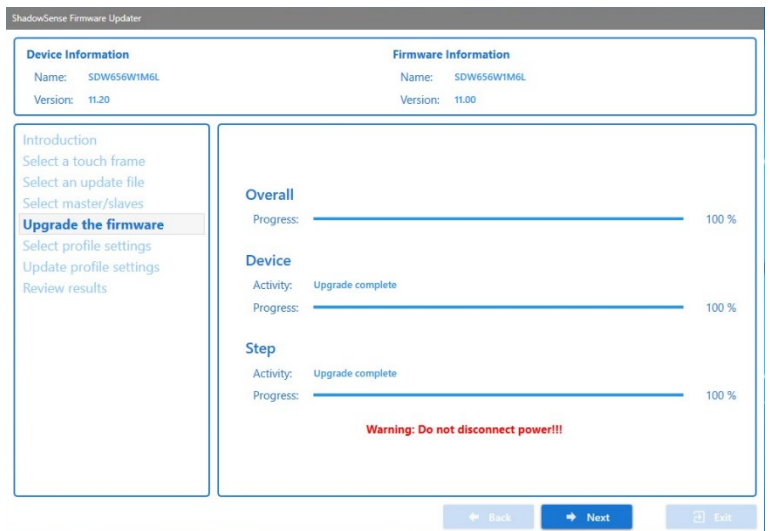 ShadowSense Firmware Updater
Device Information
Name: SDW656W1M6L
Version: 11.20
Firmware Information
Name: SDW656W1M6L
Version: 11.00
Introduction
Select a touch frame
Select an update file
Select master/slaves
Upgrade the firmware
Select profile settings
Update profile settings
Review results
Overall
Progress: 100 %
Device
Activity: Upgrade complete
Progress: 100 %
Step
Activity: Upgrade complete
Progress: 100 %
Warning: Do not disconnect power!!!
Back
Next
Exit